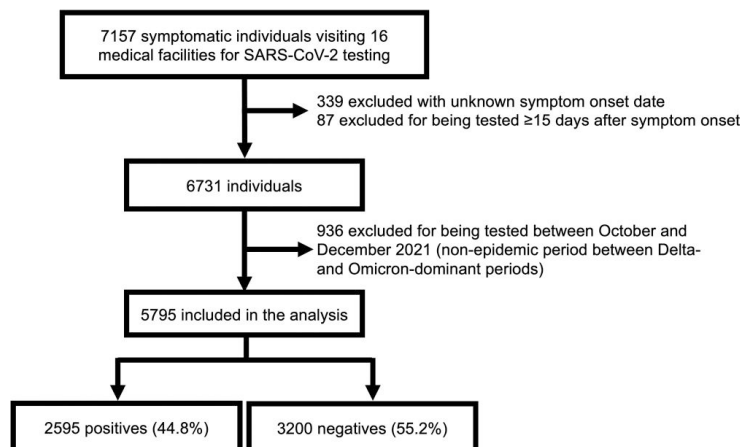 7157 symptomatic individuals visiting 16
medical facilities for SARS-CoV-2 testing
339 excluded with unknown symptom onset date
87 excluded for being tested ≥15 days after symptom onset
6731 individuals
936 excluded for being tested between October and
December 2021 (non-epidemic period between Delta-
and Omicron-dominant periods)
5795 included in the analysis
2595 positives (44.8%)
3200 negatives (55.2%)